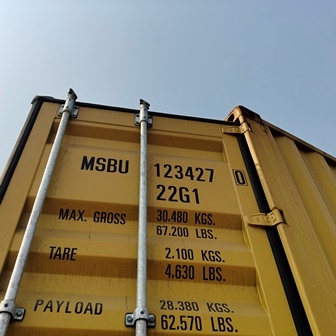 MSBU 123427 0
22G1
MAX. GROSS 30.480 KGS.
67.200 LBS.
TARE 2.100 KGS.
4.630 LBS.
PAYLOAD 28.380 KGS.
62.570 LBS.